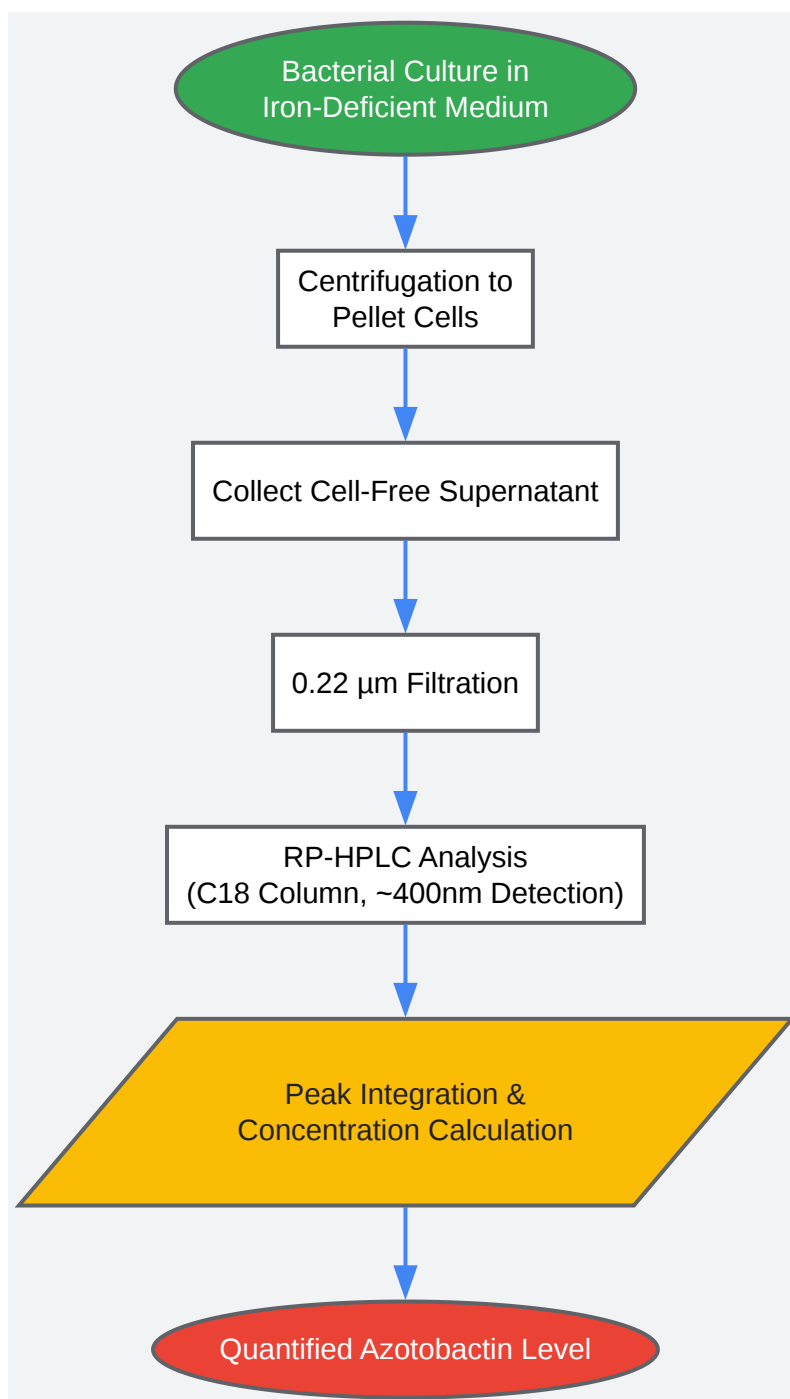 Bacterial Culture in
Iron-Deficient Medium
Centrifugation to
Pellet Cells
Collect Cell-Free Supernatant
0.22 µm Filtration
RP-HPLC Analysis
(C18 Column, ~400nm Detection)
Peak Integration &
Concentration Calculation
Quantified Azotobactin Level